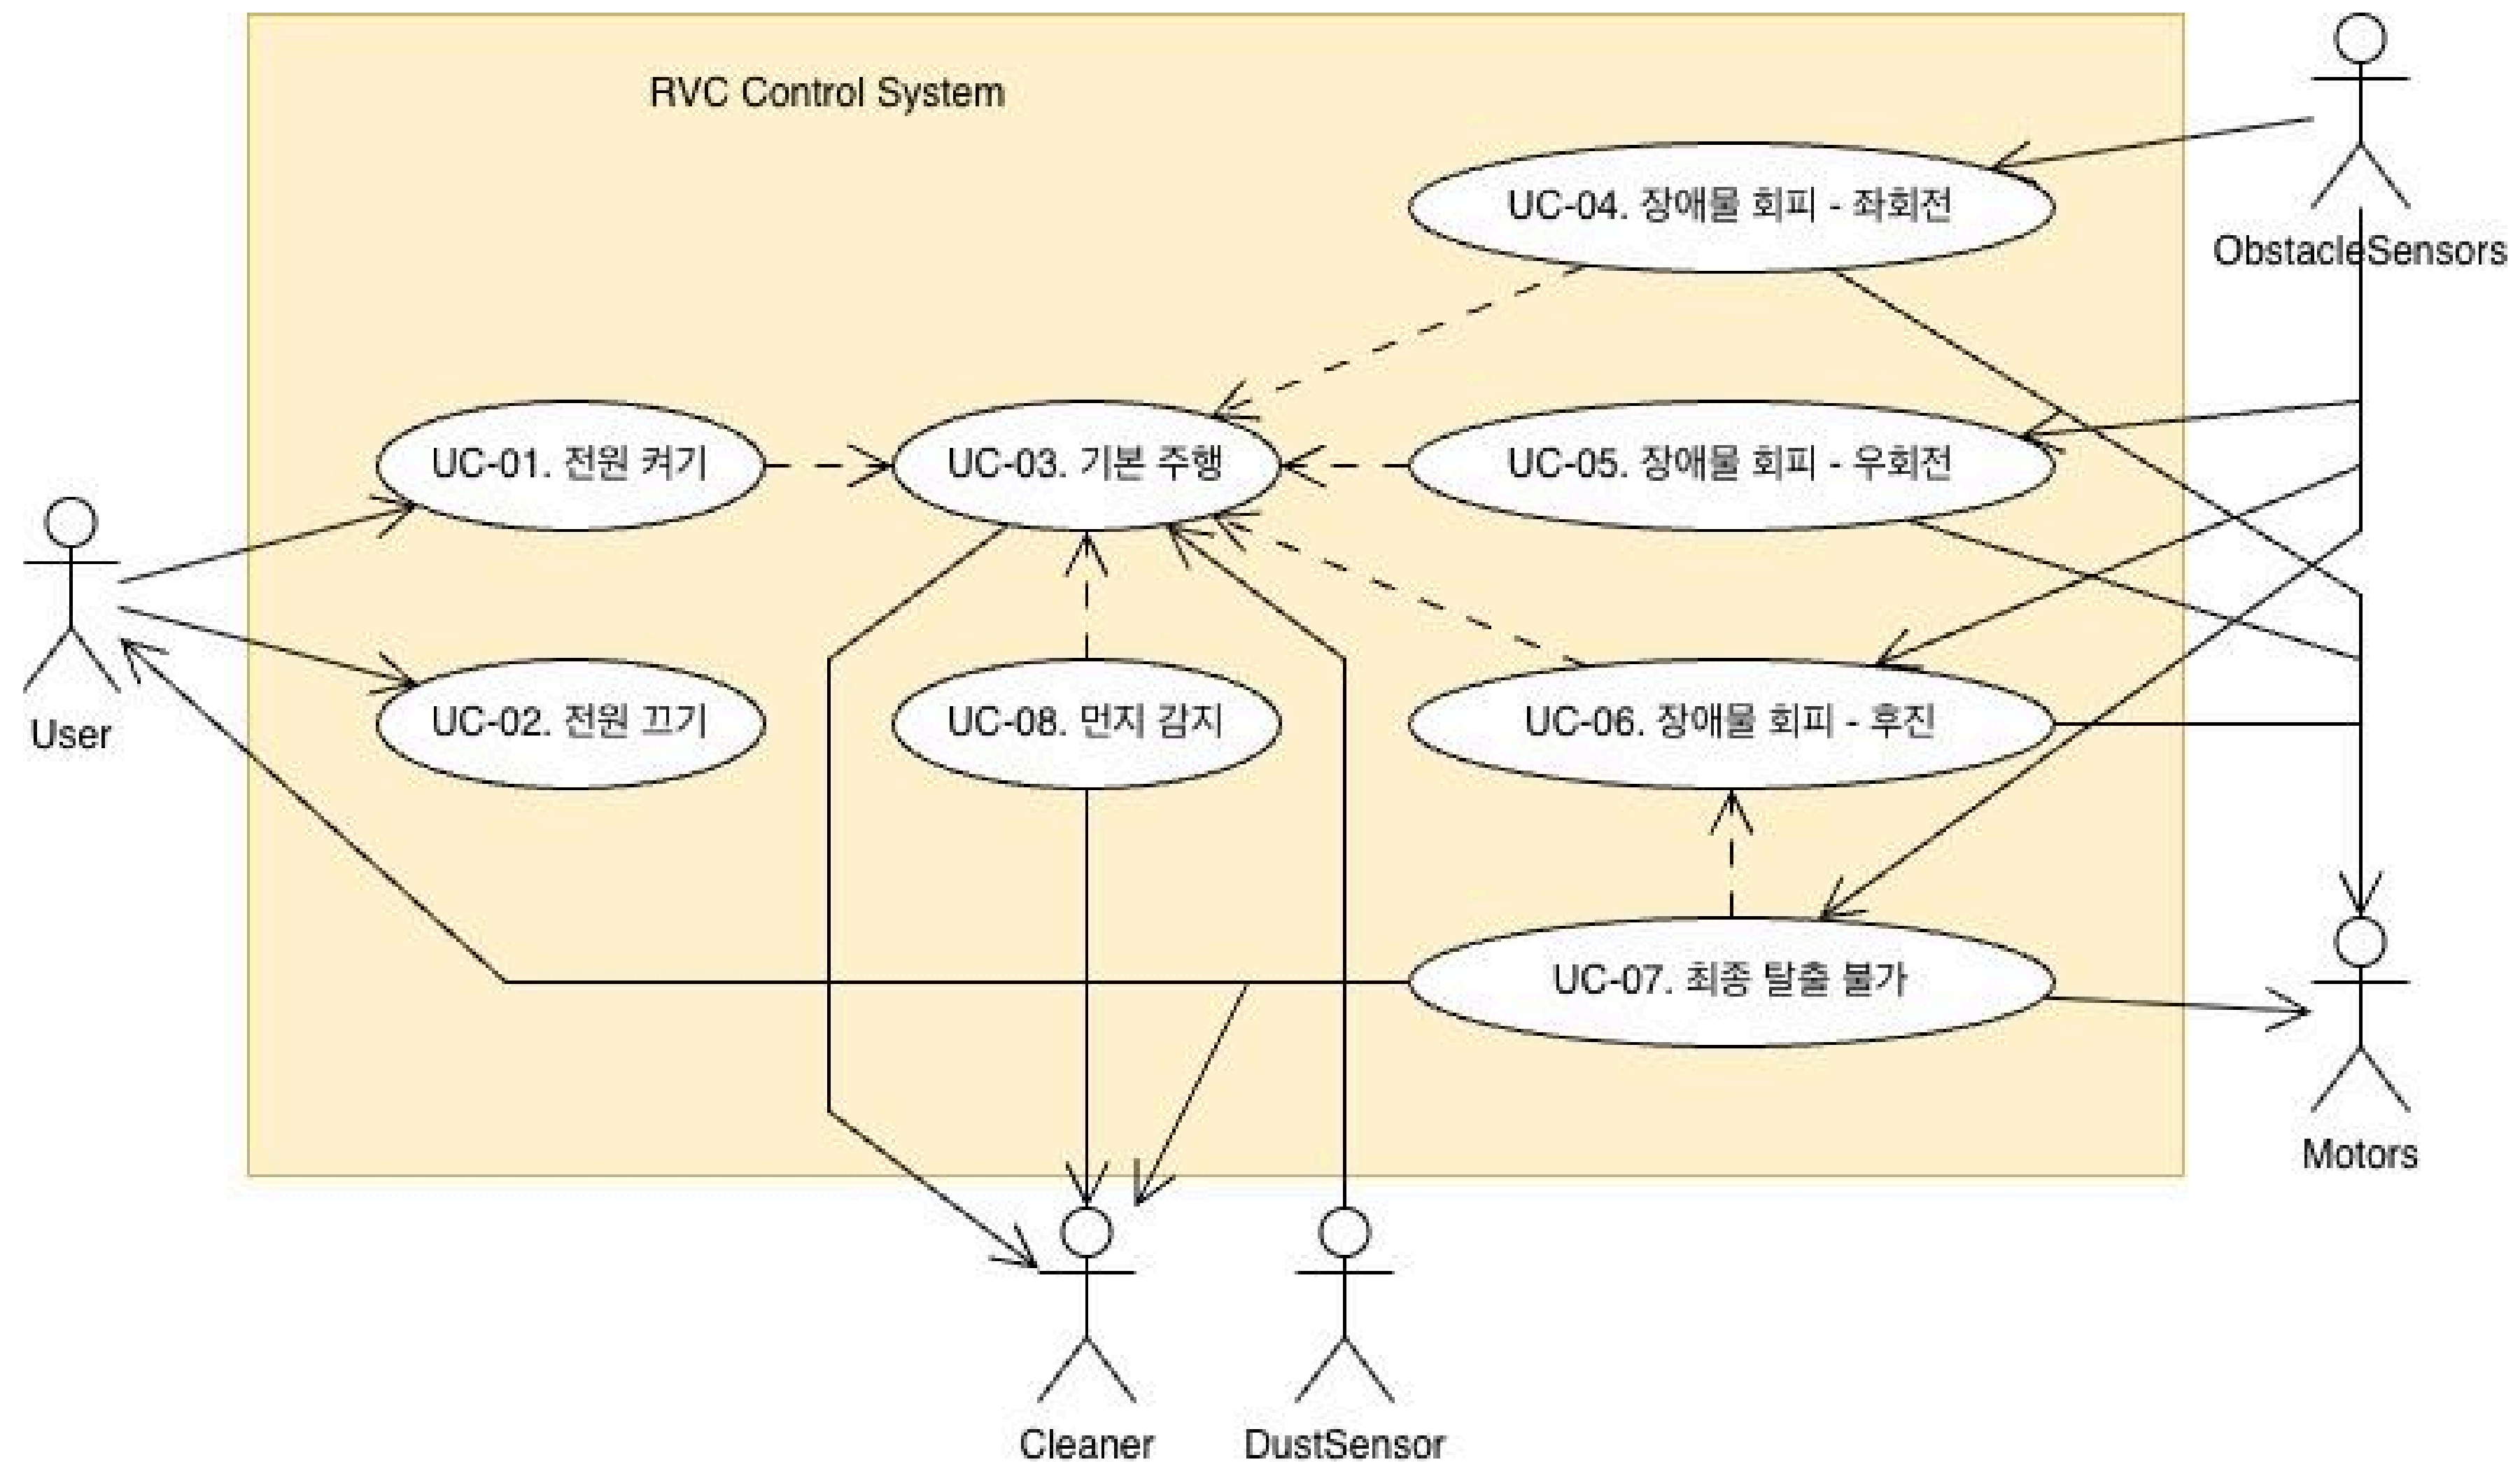 RVC Control System
UC-04. 장애물 회피 - 좌회전
ObstacleSensors
UC-01. 전원 켜기
UC-03. 기본 주행
UC-05. 장애물 회피 - 우회전
User
UC-02. 전원 끄기
UC-08. 먼지 감지
UC-06. 장애물 회피 - 후진
UC-07. 최종 탈출 불가
Motors
Cleaner
DustSensor